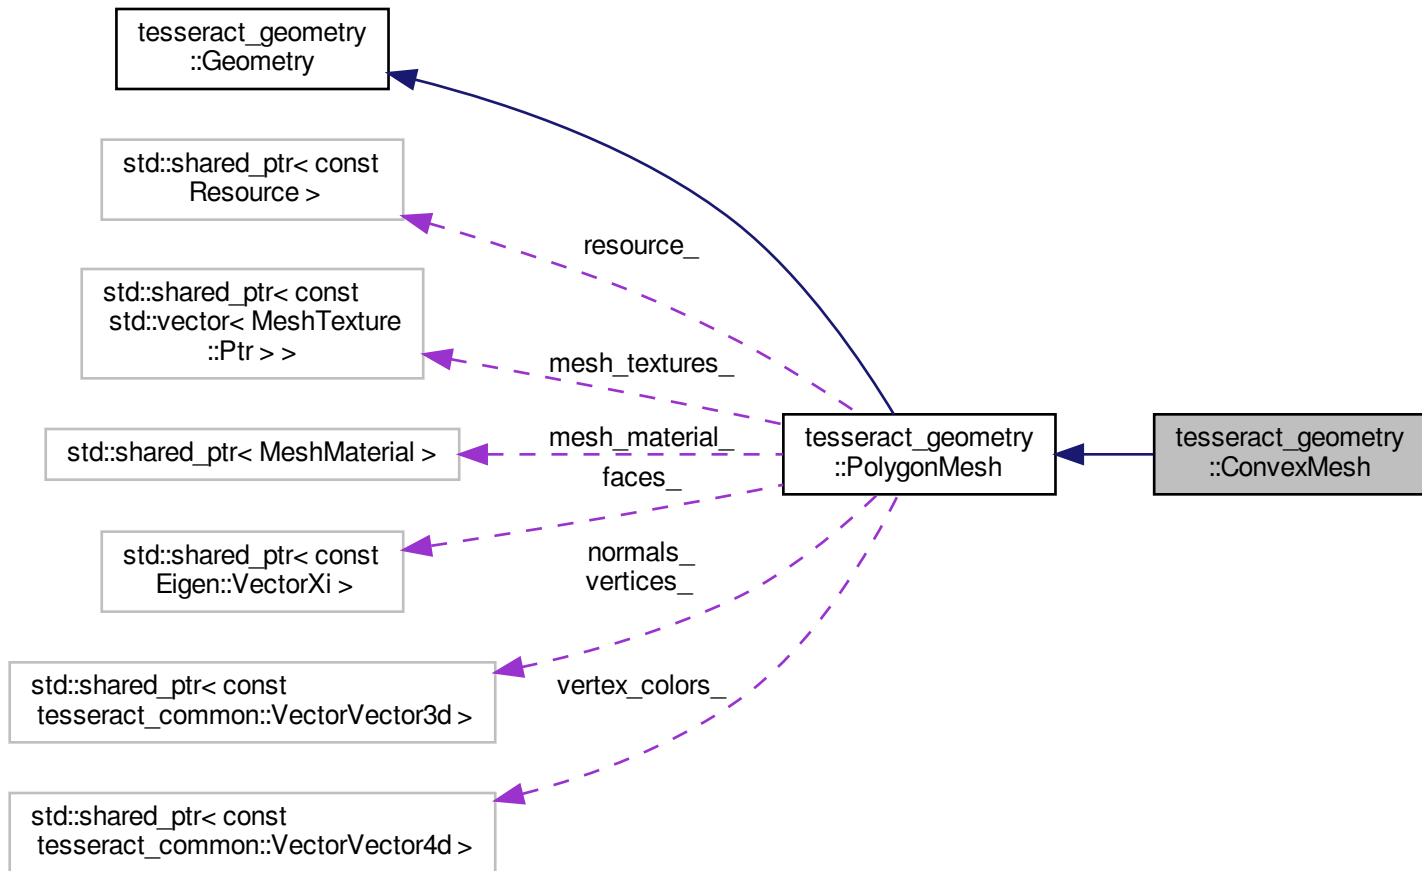 tesseract_geometry
::Geometry
std::shared_ptr< const
Resource >
resource_
std::shared_ptr< const
std::vector< MeshTexture
::Ptr > >
mesh_textures_
std::shared_ptr< MeshMaterial >
mesh_material_
tesseract_geometry
::PolygonMesh
tesseract_geometry
::ConvexMesh
faces_
std::shared_ptr< const
Eigen::VectorXi >
normals_
vertices_
std::shared_ptr< const
tesseract_common::VectorVector3d >
vertex_colors_
std::shared_ptr< const
tesseract_common::VectorVector4d >